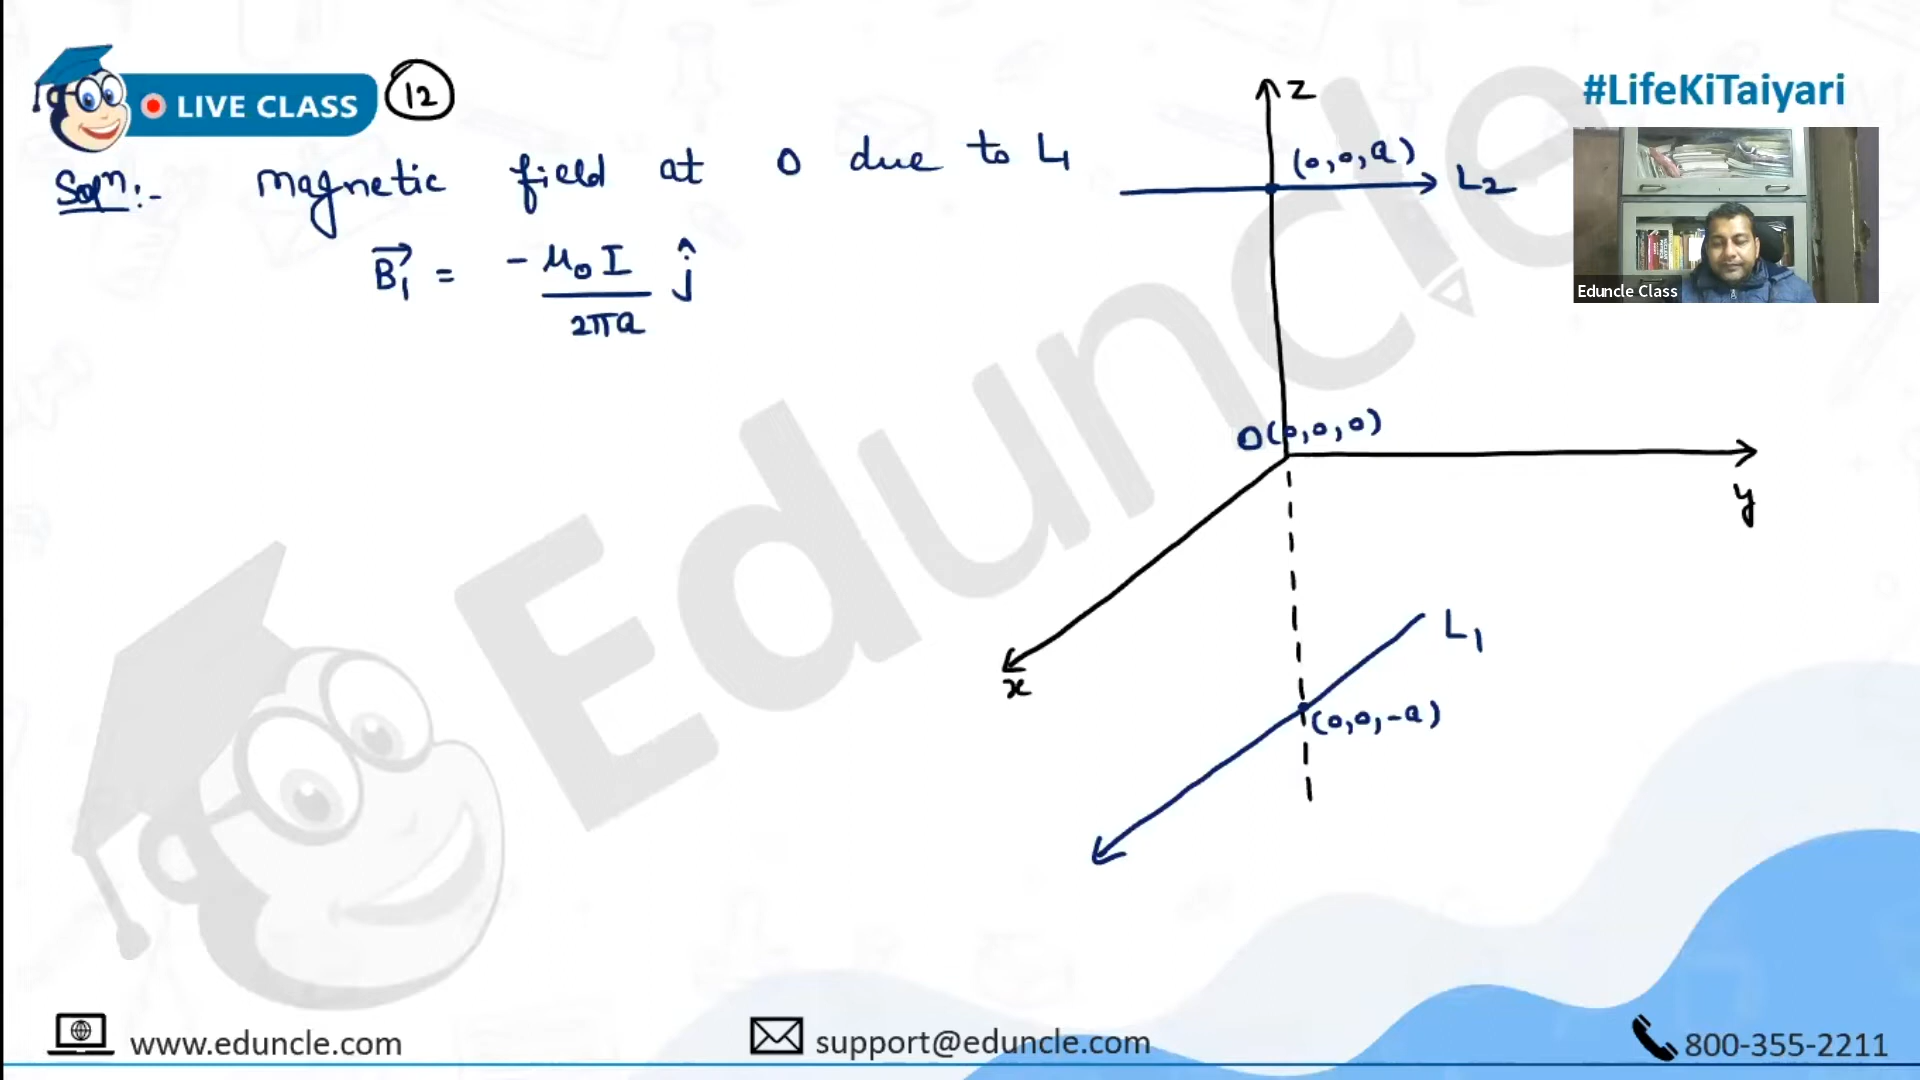 LIVE CLASS
12
#LifeKiTaiyari
Solⁿ:- magnetic field at O due to L1
B⃗₁ = -μ₀I / 2πa ĵ
z
(0,0,a)
L2
Eduncle Class
O(0,0,0)
y
x
L1
(0,0,-a)
Eduncle
www.eduncle.com
support@eduncle.com
800-355-2211